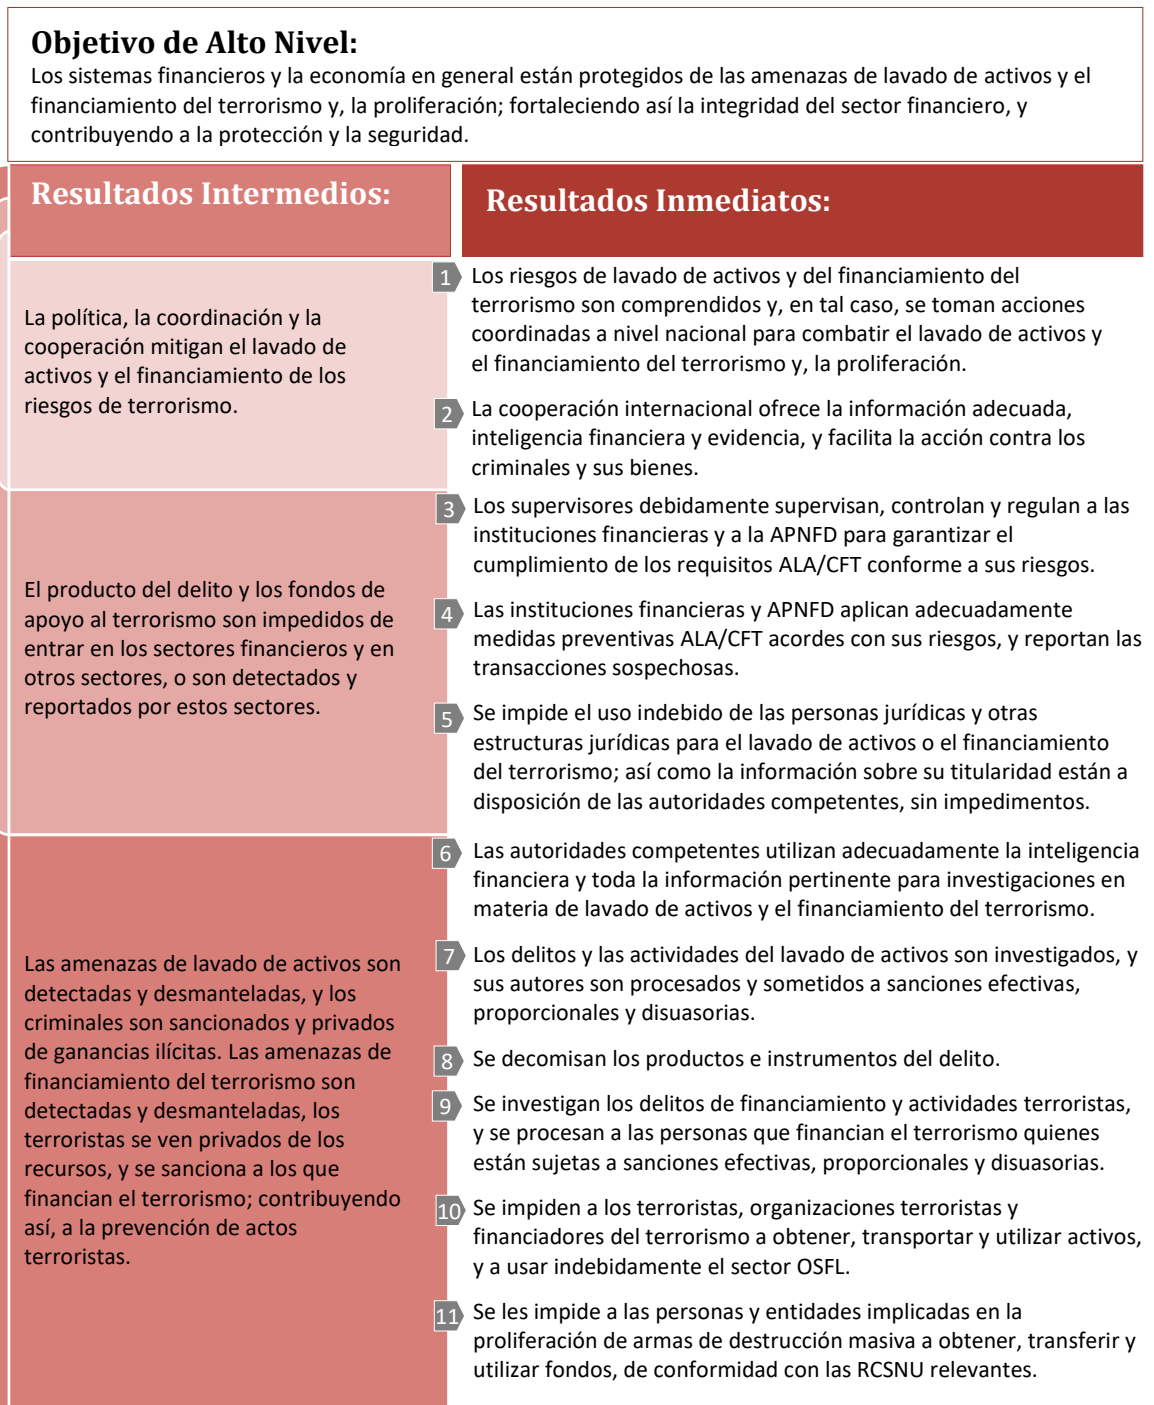 Objetivo de Alto Nivel:
Los sistemas financieros y la economía en general están protegidos de las amenazas de lavado de activos y el
financiamiento del terrorismo y, la proliferación; fortaleciendo así la integridad del sector financiero, y
contribuyendo a la protección y la seguridad.
Resultados Intermedios:
Resultados Inmediatos:
La política, la coordinación y la
cooperación mitigan el lavado de
activos y el financiamiento de los
riesgos de terrorismo.
1 Los riesgos de lavado de activos y del financiamiento del
terrorismo son comprendidos y, en tal caso, se toman acciones
coordinadas a nivel nacional para combatir el lavado de activos y
el financiamiento del terrorismo y, la proliferación.
2 La cooperación internacional ofrece la información adecuada,
inteligencia financiera y evidencia, y facilita la acción contra los
criminales y sus bienes.
El producto del delito y los fondos de
apoyo al terrorismo son impedidos de
entrar en los sectores financieros y en
otros sectores, o son detectados y
reportados por estos sectores.
3 Los supervisores debidamente supervisan, controlan y regulan a las
instituciones financieras y a la APNFD para garantizar el
cumplimiento de los requisitos ALA/CFT conforme a sus riesgos.
4 Las instituciones financieras y APNFD aplican adecuadamente
medidas preventivas ALA/CFT acordes con sus riesgos, y reportan las
transacciones sospechosas.
5 Se impide el uso indebido de las personas jurídicas y otras
estructuras jurídicas para el lavado de activos o el financiamiento
del terrorismo; así como la información sobre su titularidad están a
disposición de las autoridades competentes, sin impedimentos.
Las amenazas de lavado de activos son
detectadas y desmanteladas, y los
criminales son sancionados y privados
de ganancias ilícitas. Las amenazas de
financiamiento del terrorismo son
detectadas y desmanteladas, los
terroristas se ven privados de los
recursos, y se sanciona a los que
financian el terrorismo; contribuyendo
así, a la prevención de actos
terroristas.
6 Las autoridades competentes utilizan adecuadamente la inteligencia
financiera y toda la información pertinente para investigaciones en
materia de lavado de activos y el financiamiento del terrorismo.
7 Los delitos y las actividades del lavado de activos son investigados, y
sus autores son procesados y sometidos a sanciones efectivas,
proporcionales y disuasorias.
8 Se decomisan los productos e instrumentos del delito.
9 Se investigan los delitos de financiamiento y actividades terroristas,
y se procesan a las personas que financian el terrorismo quienes
están sujetas a sanciones efectivas, proporcionales y disuasorias.
10 Se impiden a los terroristas, organizaciones terroristas y
financiadores del terrorismo a obtener, transportar y utilizar activos,
y a usar indebidamente el sector OSFL.
11 Se les impide a las personas y entidades implicadas en la
proliferación de armas de destrucción masiva a obtener, transferir y
utilizar fondos, de conformidad con las RCSNU relevantes.